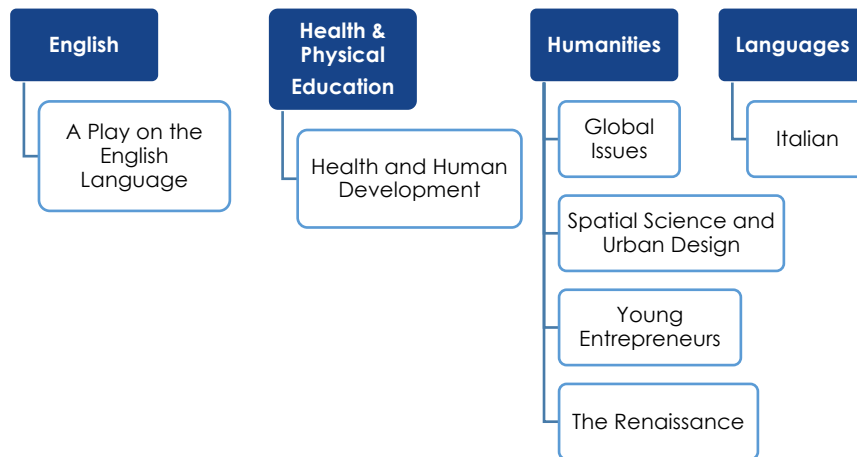 English
A Play on the
English
Language
Health &
Physical
Education
Health and Human
Development
Humanities
Global
Issues
Spatial Science and
Urban Design
Young
Entrepreneurs
The Renaissance
Languages
Italian